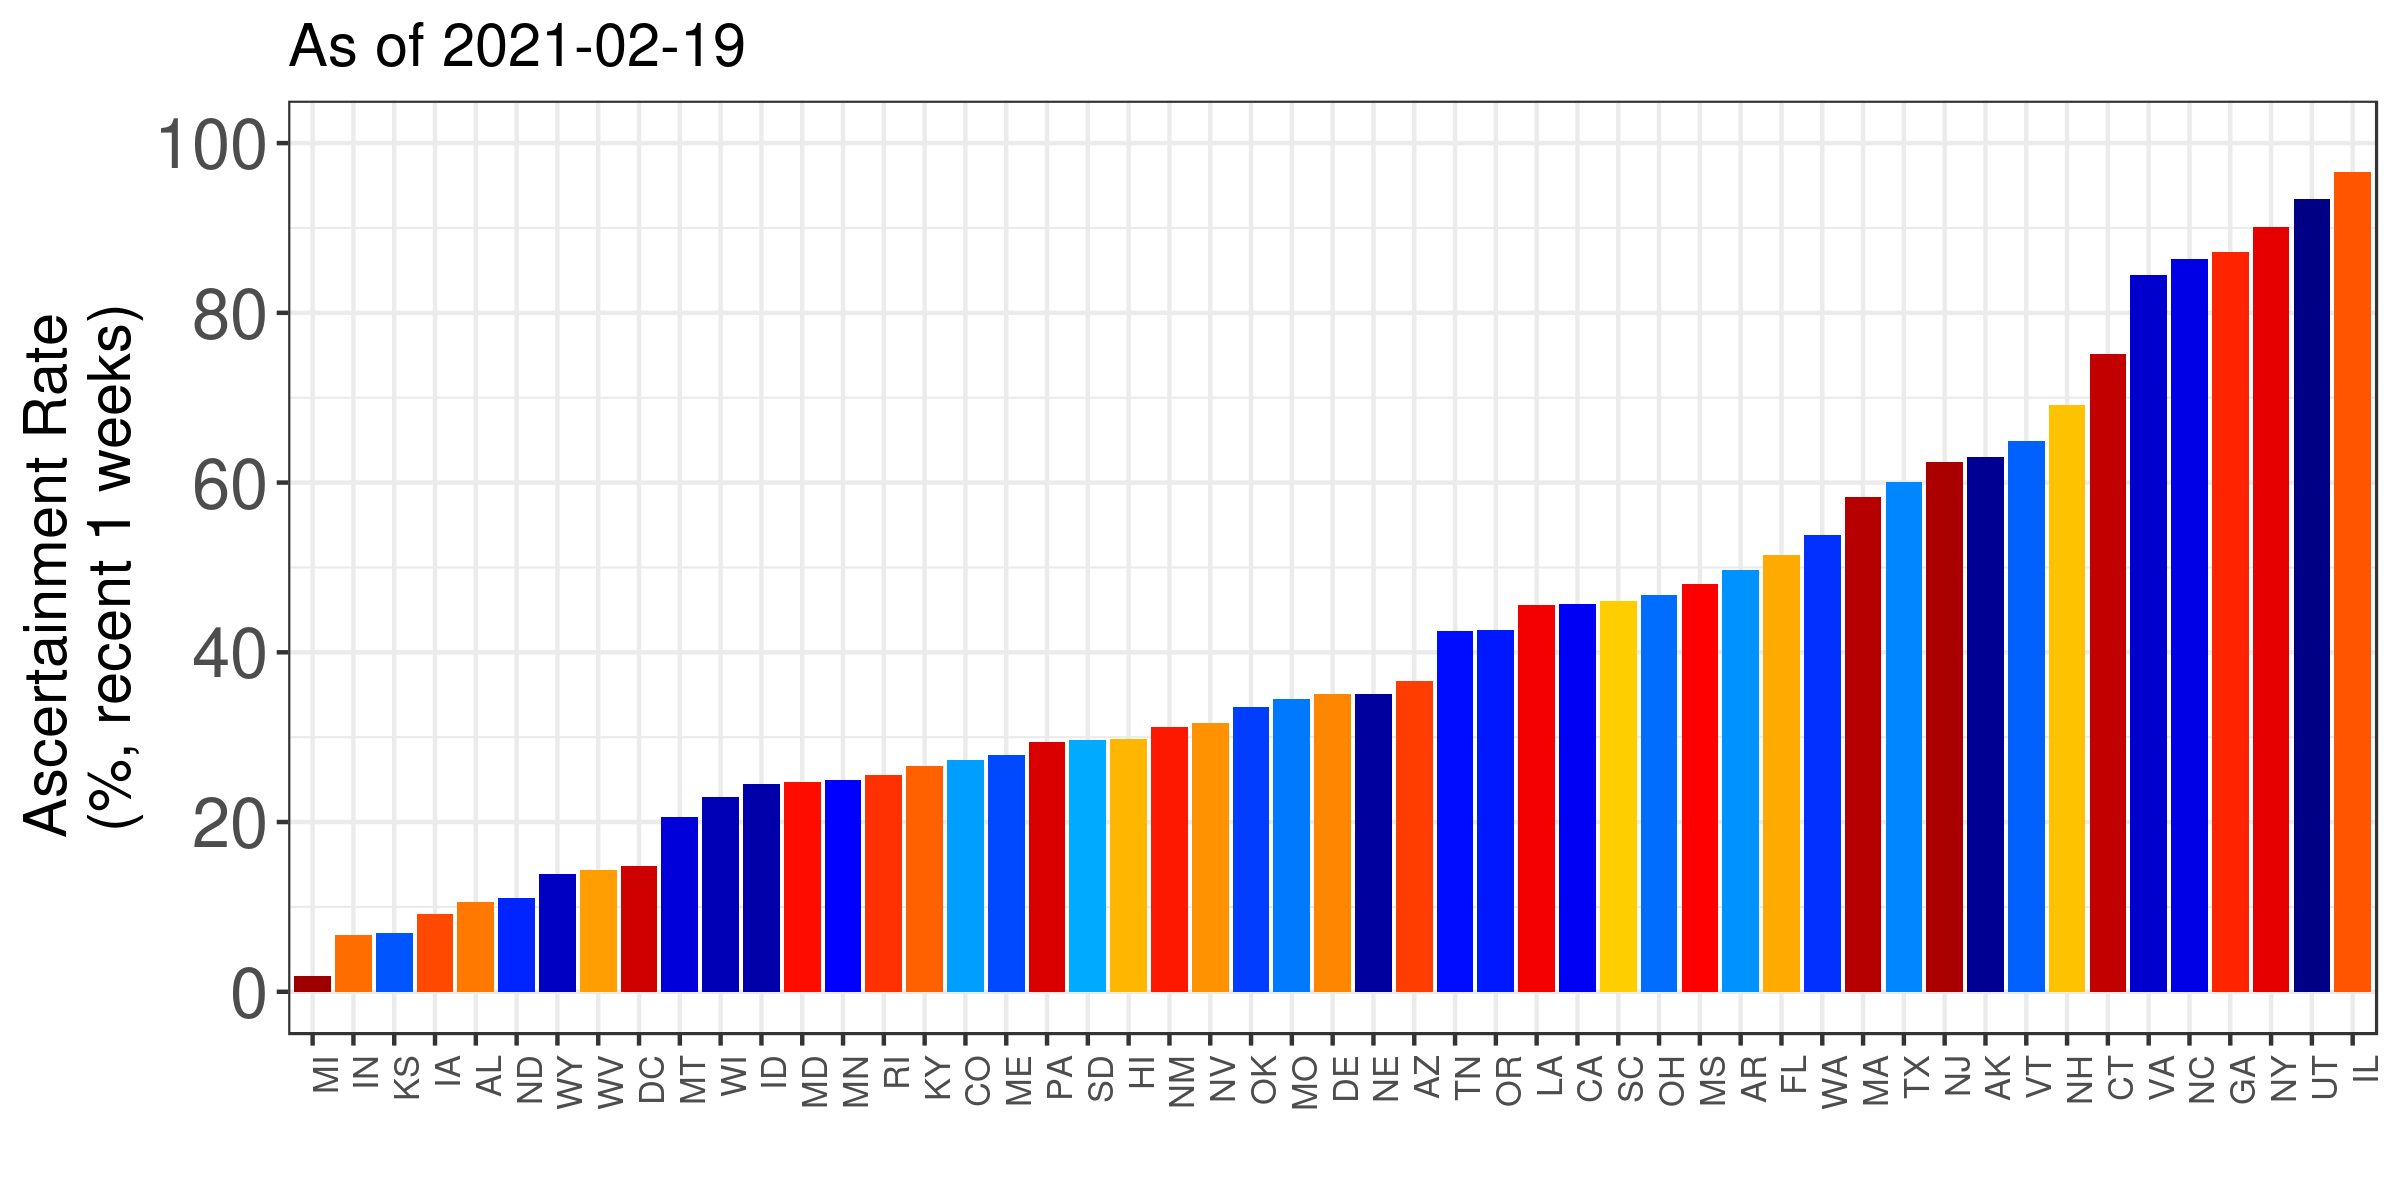 As of 2021-02-19
Ascertainment Rate
(%, recent 1 weeks)
100
80
60
40
20
0
MI IN KS IA AL ND WY WV DC MT WI ID MD MN RI KY CO ME PA SD HI NM NV OK MO DE NE AZ TN OR LA CA SC OH MS AR FL WA MA TX NJ AK VT NH CT VA NC GA NY UT IL